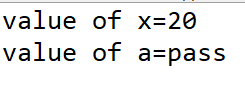 value of x=20
value of a=pass